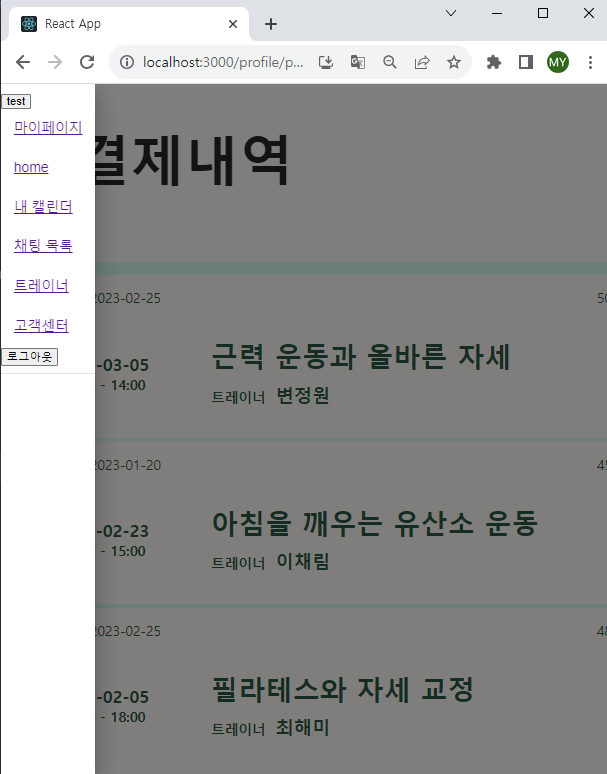 React App
localhost:3000/profile/p...
MY
test
마이페이지
home
내 캘린더
채팅 목록
트레이너
고객센터
로그아웃
결제내역
2023-02-25
50
-03-05
- 14:00
근력 운동과 올바른 자세
트레이너 변정원
2023-01-20
45
-02-23
- 15:00
아침을 깨우는 유산소 운동
트레이너 이채림
2023-02-25
48
-02-05
- 18:00
필라테스와 자세 교정
트레이너 최해미